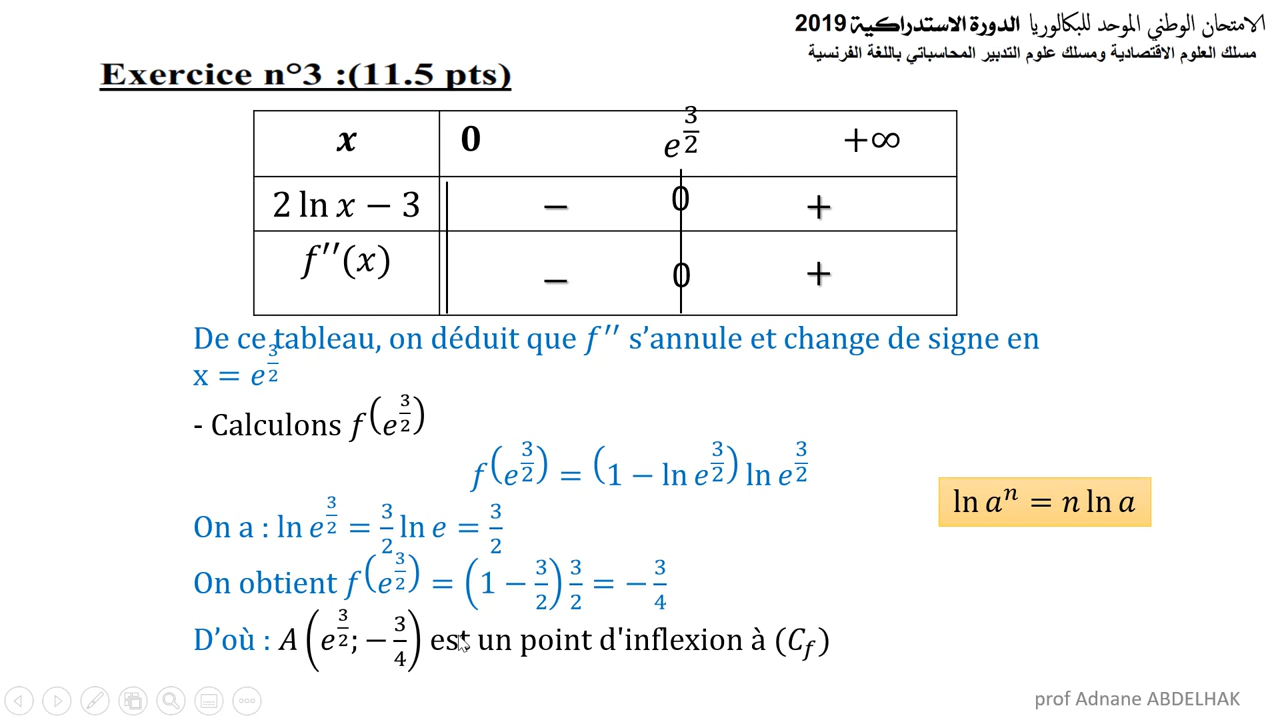 الامتحان الوطني الموحد للبكالوريا الدورة الاستدراكية 2019
مسلك العلوم الاقتصادية ومسلك علوم التدبير المحاسباتي باللغة الفرنسية
Exercice n°3 :(11.5 pts)
x 0 e^(3/2) +∞
2 ln x − 3 − 0 +
f′′(x) − 0 +
De ce tableau, on déduit que f′′ s’annule et change de signe en
x = e^(3/2)
- Calculons f(e^(3/2))
f(e^(3/2)) = (1 − ln e^(3/2)) ln e^(3/2)
ln aⁿ = n ln a
On a : ln e^(3/2) = 3/2 ln e = 3/2
On obtient f(e^(3/2)) = (1 − 3/2) 3/2 = − 3/4
D’où : A (e^(3/2); − 3/4) est un point d'inflexion à (C_f)
prof Adnane ABDELHAK